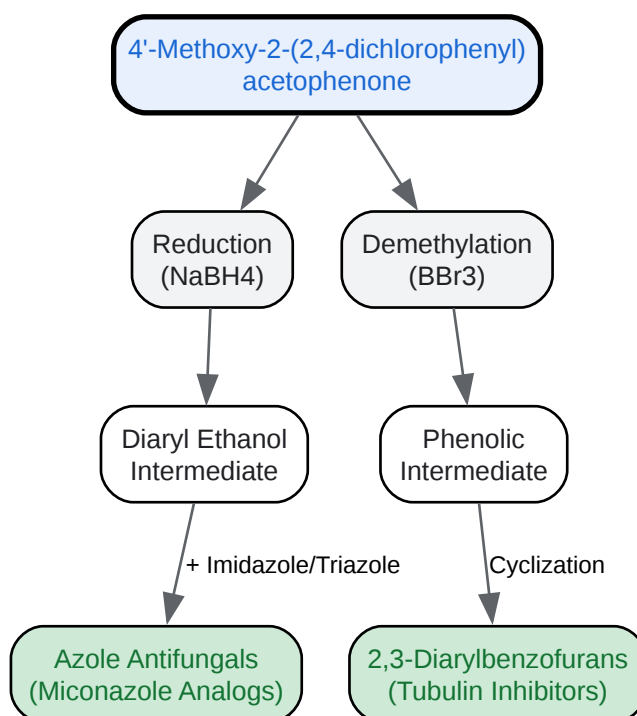 4'-Methoxy-2-(2,4-dichlorophenyl)
acetophenone
Reduction
(NaBH4)
Demethylation
(BBr3)
Diaryl Ethanol
Intermediate
Phenolic
Intermediate
+ Imidazole/Triazole
Cyclization
Azole Antifungals
(Miconazole Analogs)
2,3-Diarylbenzofurans
(Tubulin Inhibitors)